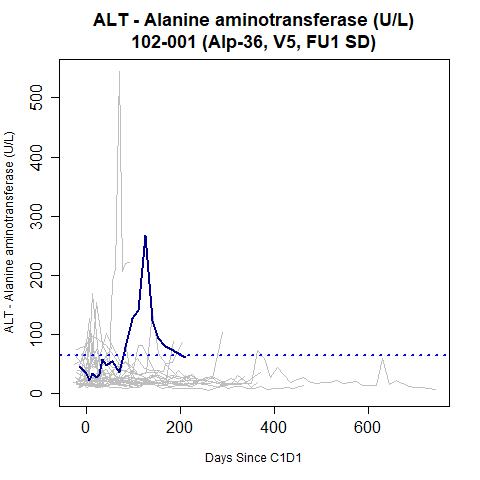 ALT - Alanine aminotransferase (U/L)
102-001 (Alp-36, V5, FU1 SD)
ALT - Alanine aminotransferase (U/L)
500
400
300
200
100
0
0 200 400 600
Days Since C1D1